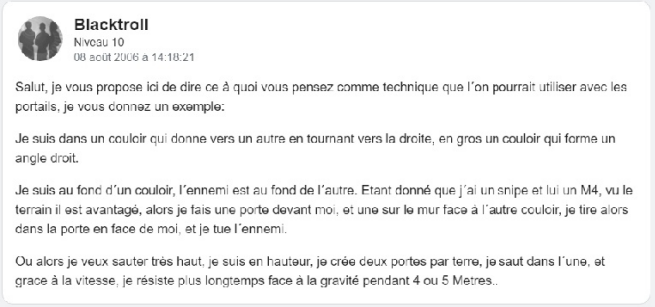 Blacktroll
Niveau 10
08 août 2006 à 14:18:21
Salut, je vous propose ici de dire ce à quoi vous pensez comme technique que l´on pourrait utiliser avec les
portails, je vous donnez un exemple:
Je suis dans un couloir qui donne vers un autre en tournant vers la droite, en gros un couloir qui forme un
angle droit.
Je suis au fond d´un couloir, l´ennemi est au fond de l´autre. Etant donné que j´ai un snipe et lui un M4, vu le
terrain il est avantagé, alors je fais une porte devant moi, et une sur le mur face à l´autre couloir, je tire alors
dans la porte en face de moi, et je tue l´ennemi.
Ou alors je veux sauter très haut, je suis en hauteur, je crée deux portes par terre, je saut dans l´une, et
grace à la vitesse, je résiste plus longtemps face à la gravité pendant 4 ou 5 Metres..